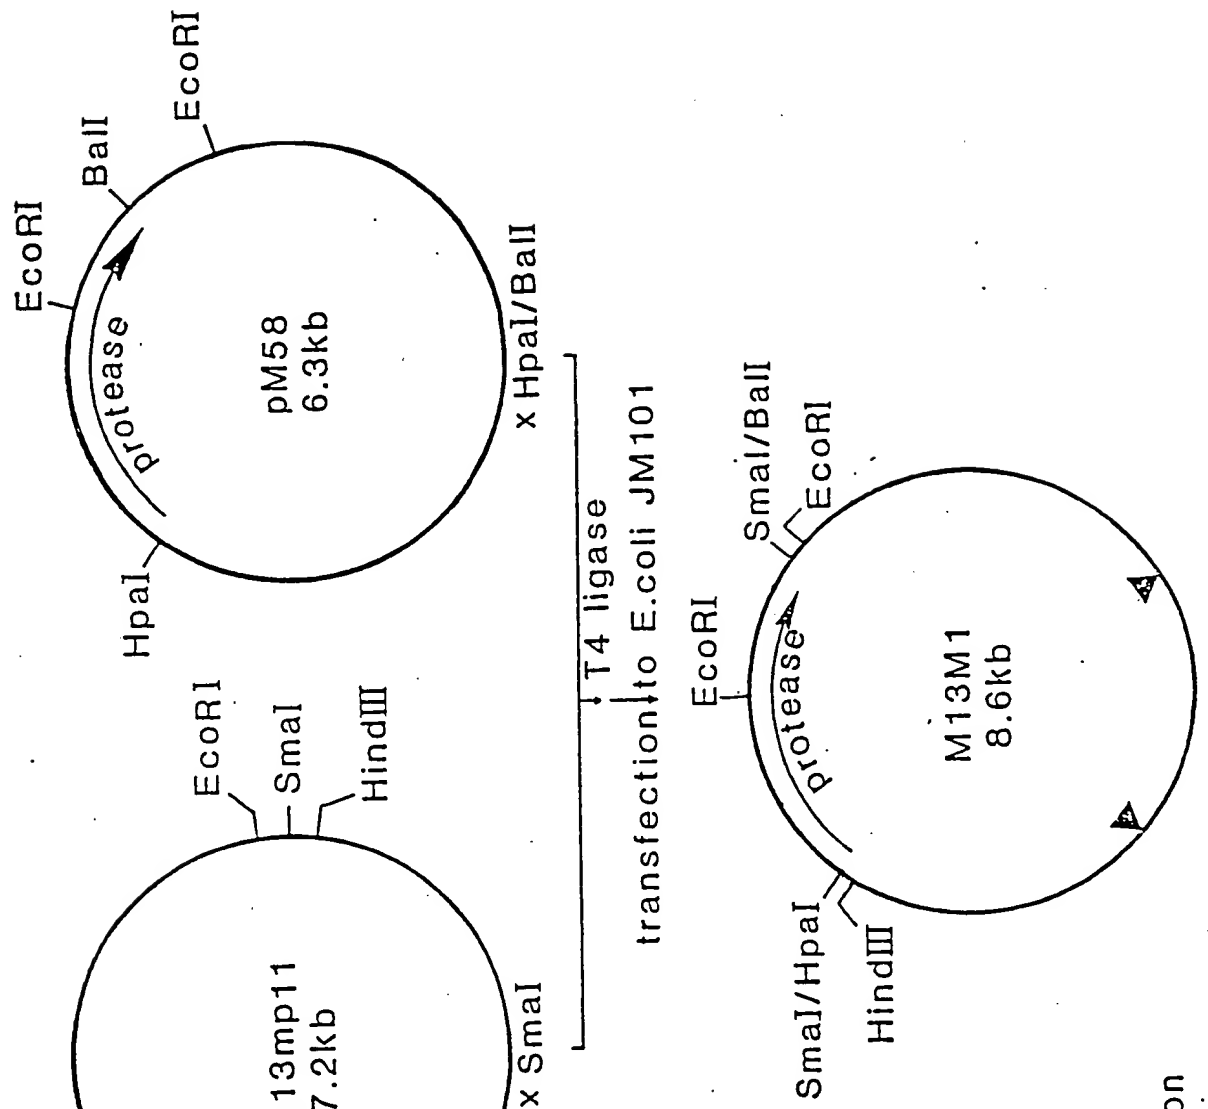 13mp11
7.2kb
EcoRI
SmaI
HindIII
x SmaI
HpaI
EcoRI
BalI
EcoRI
protease
pM58
6.3kb
x HpaI/BalI
T4 ligase
transfection to E.coli JM101
SmaI/HpaI
HindIII
EcoRI
SmaI/BalI
EcoRI
protease
M13M1
8.6kb
on